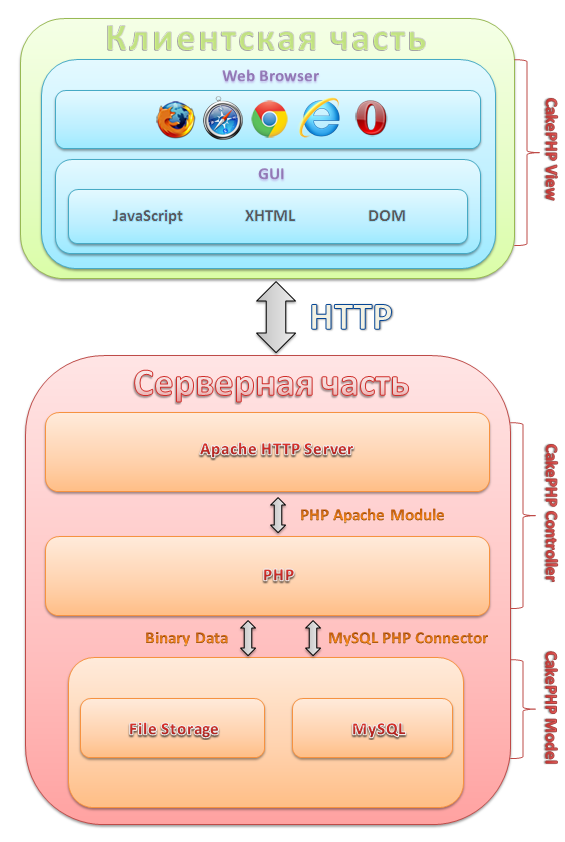 Клиентская часть
Web Browser
GUI
JavaScript XHTML DOM
CakePHP View
HTTP
Серверная часть
Apache HTTP Server
PHP Apache Module
PHP
CakePHP Controller
Binary Data MySQL PHP Connector
File Storage MySQL
CakePHP Model